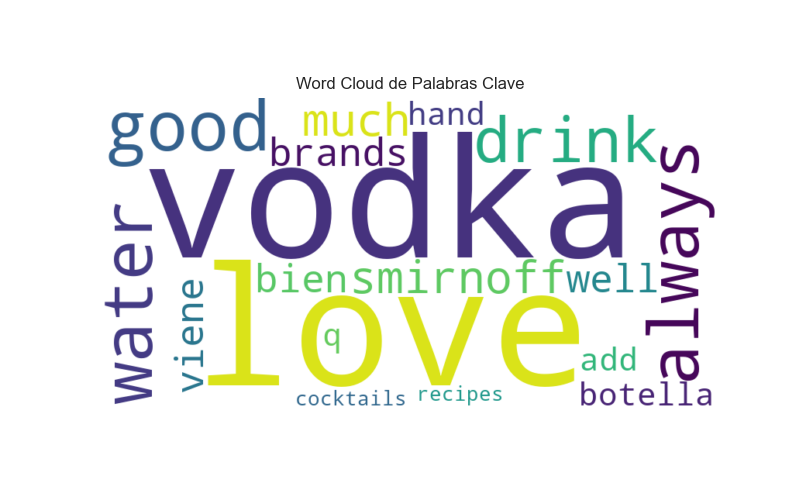 Word Cloud de Palabras Clave
good
much
hand
drink
brands
vodka
always
water
bien
smirnoff
well
viene
love
q
add
botella
cocktails
recipes